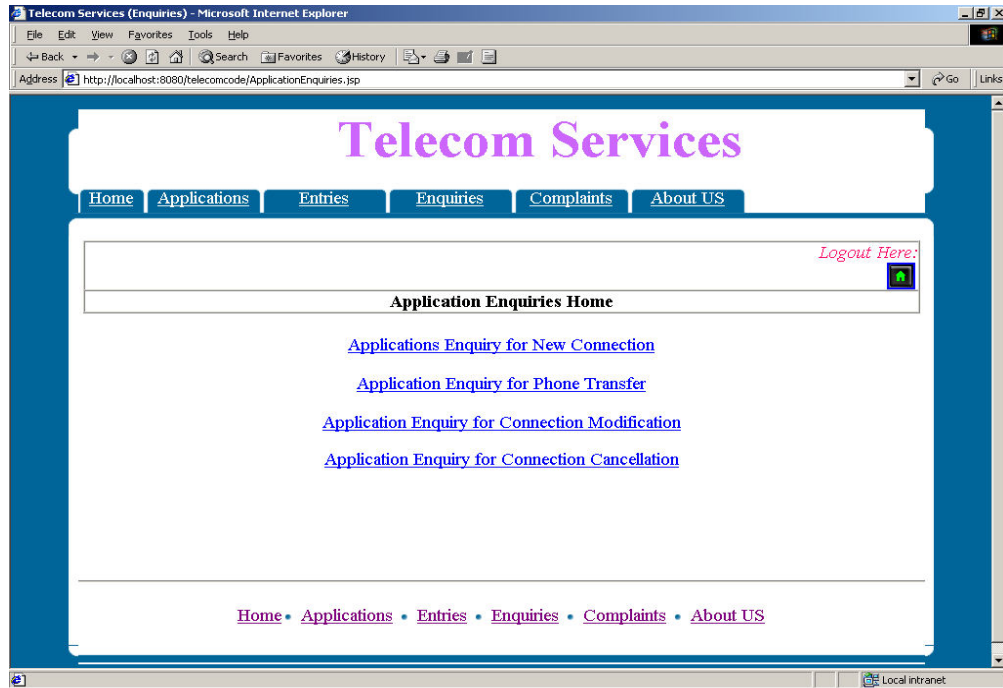 Telecom Services (Enquiries) - Microsoft Internet Explorer
File Edit View Favorites Tools Help
Back Search Favorites History
Address http://localhost:8080/telecomcode/ApplicationEnquiries.jsp Go Links
Telecom Services
Home Applications Entries Enquiries Complaints About US
Logout Here:
Application Enquiries Home
Applications Enquiry for New Connection
Application Enquiry for Phone Transfer
Application Enquiry for Connection Modification
Application Enquiry for Connection Cancellation
Home • Applications • Entries • Enquiries • Complaints • About US
Local intranet